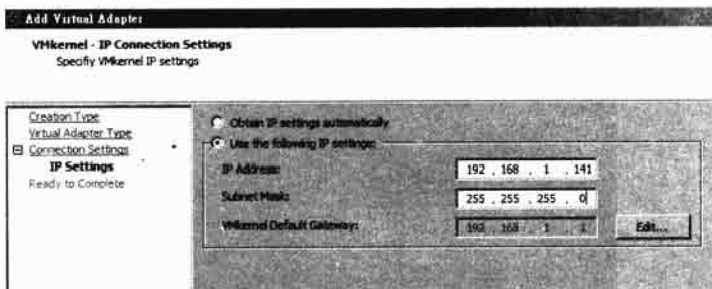 Add Virtual Adapter
VMkernel - IP Connection Settings
Specifiy VMkernel IP settings
Creation Type
Virtual Adapter Type
Connection Settings
IP Settings
Ready to Complete
Obtain IP settings automatically
Use the following IP settings:
IP Address: 192 . 168 . 1 . 141
Subnet Mask: 255 . 255 . 255 . 0
VMkernel Default Gateway: 192 . 168 . 1 . 1 Edit...